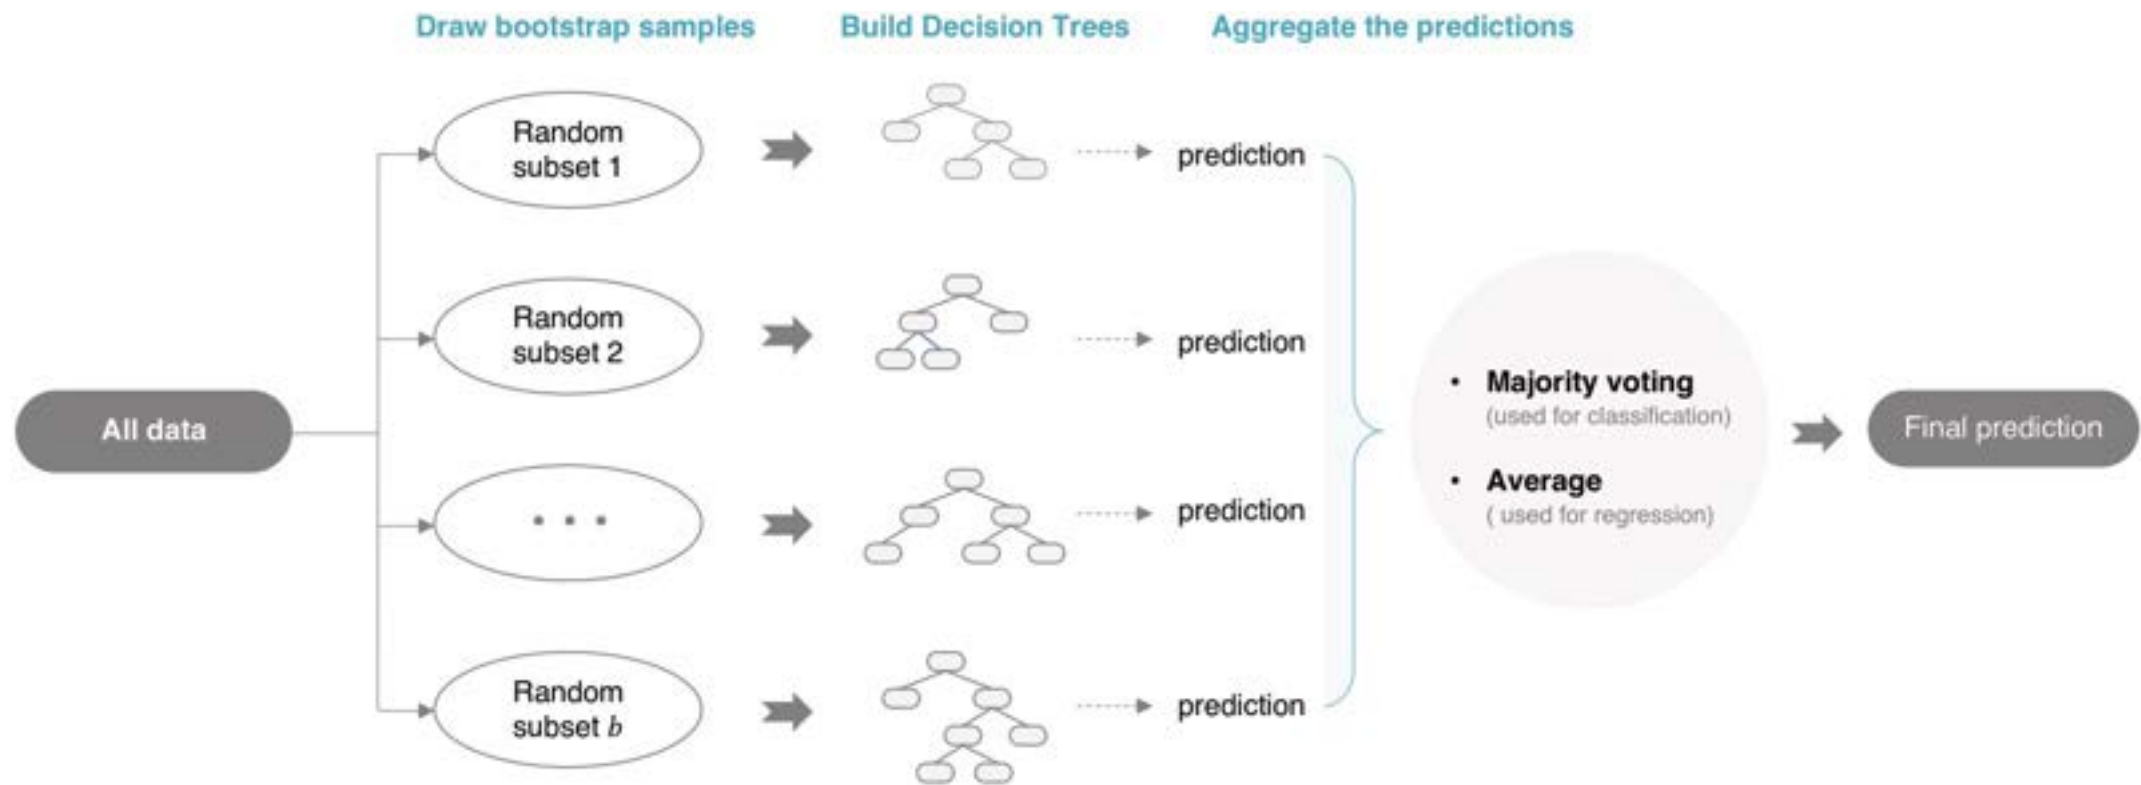 Draw bootstrap samples
Build Decision Trees
Aggregate the predictions
Random
subset 1
prediction
Random
subset 2
prediction
All data
• Majority voting
(used for classification)
• Average
( used for regression)
Final prediction
• • •
prediction
Random
subset b
prediction